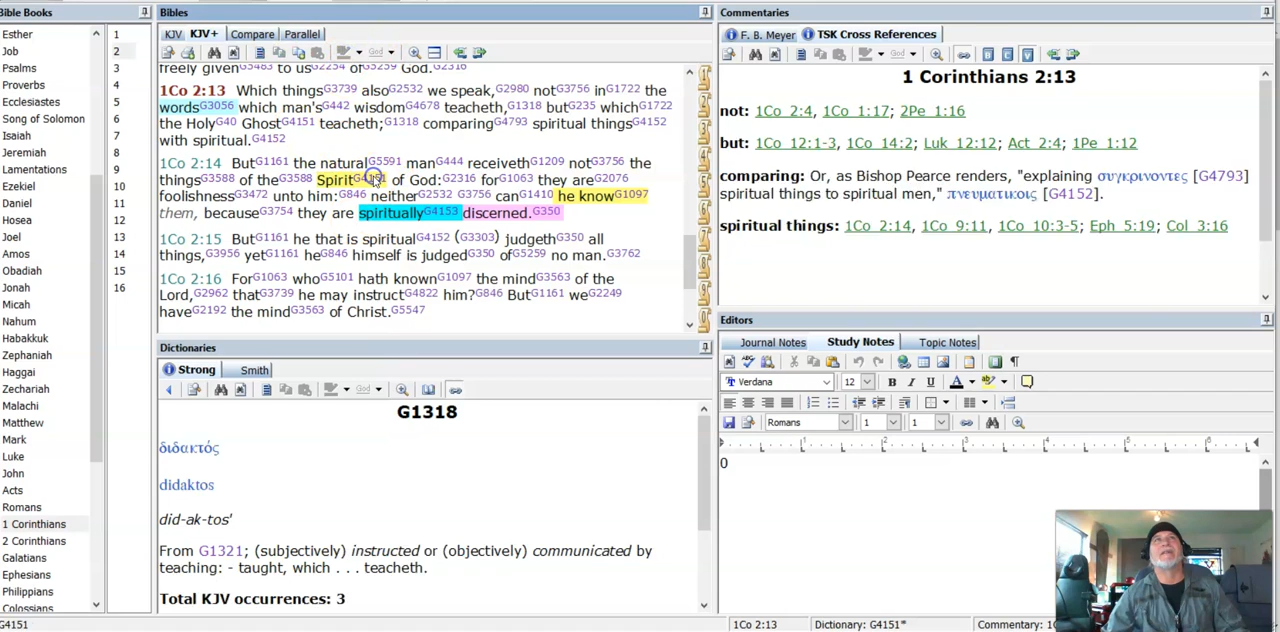 Bible Books
Esther
Job
Psalms
Proverbs
Ecclesiastes
Song of Solomon
Isaiah
Jeremiah
Lamentations
Ezekiel
Daniel
Hosea
Joel
Amos
Obadiah
Jonah
Micah
Nahum
Habakkuk
Zephaniah
Haggai
Zechariah
Malachi
Matthew
Mark
Luke
John
Acts
Romans
1 Corinthians
2 Corinthians
Galatians
Ephesians
Philippians
Colossians
1
2
3
4
5
6
7
8
9
10
11
12
13
14
15
16
Bibles
KJV KJV+ Compare Parallel
freely givenG5483 to usG2254 ofG5259 God.G2316
1Co 2:13 Which thingsG3739 alsoG2532 we speak,G2980 notG3756 inG1722 the
wordsG3056 which man'sG442 wisdomG4678 teacheth,G1318 butG235 whichG1722
the HolyG40 GhostG4151 teacheth;G1318 comparingG4793 spiritual thingsG4152
with spiritual.G4152
1Co 2:14 ButG1161 the naturalG5591 manG444 receivethG1209 notG3756 the
thingsG3588 of theG3588 SpiritG4151 of God:G2316 forG1063 they areG2076
foolishnessG3472 unto him:G846 neitherG2532 G3756 canG1410 he knowG1097
them, becauseG3754 they are spirituallyG4153 discerned.G350
1Co 2:15 ButG1161 he that is spiritualG4152 (G3303) judgethG350 all
things,G3956 yetG1161 heG846 himself is judgedG350 ofG5259 no man.G3762
1Co 2:16 ForG1063 whoG5101 hath knownG1097 the mindG3563 of the
Lord,G2962 thatG3739 he may instructG4822 him?G846 ButG1161 weG2249
haveG2192 the mindG3563 of Christ.G5547
Dictionaries
Strong Smith
G1318
διδακτός
didaktos
did-ak-tos'
From G1321; (subjectively) instructed or (objectively) communicated by
teaching: - taught, which . . . teacheth.
Total KJV occurrences: 3
Commentaries
F. B. Meyer TSK Cross References
1 Corinthians 2:13
not: 1Co 2:4, 1Co 1:17; 2Pe 1:16
but: 1Co 12:1-3, 1Co 14:2; Luk 12:12; Act 2:4; 1Pe 1:12
comparing: Or, as Bishop Pearce renders, "explaining συγκρινοντες [G4793]
spiritual things to spiritual men," πνευματικοις [G4152].
spiritual things: 1Co 2:14, 1Co 9:11, 1Co 10:3-5; Eph 5:19; Col 3:16
Editors
Journal Notes Study Notes Topic Notes
Verdana 12 B I U A
Romans 1 1
1 2 3 4 5 6
0
G4151
1Co 2:13 Dictionary: G4151* Commentary: 1C